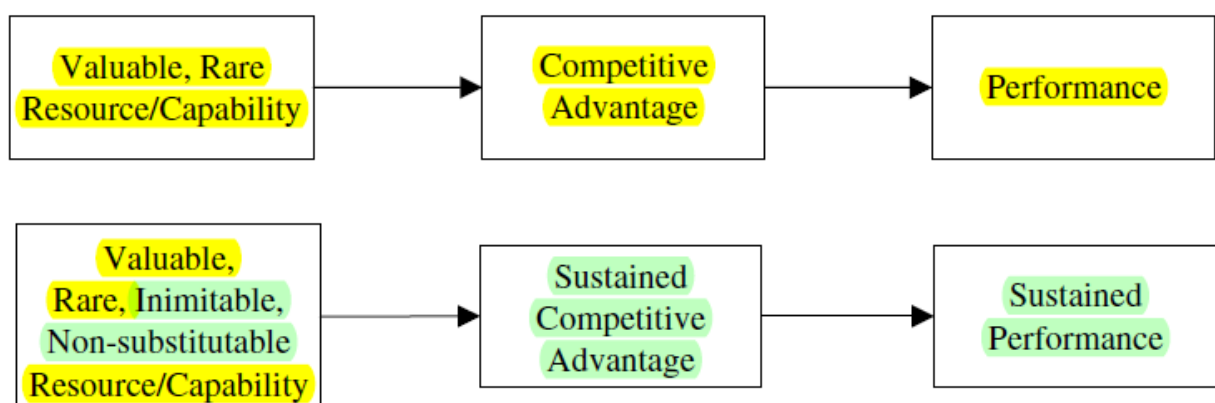 Valuable, Rare
Resource/Capability
Competitive
Advantage
Performance
Valuable,
Rare, Inimitable,
Non-substitutable
Resource/Capability
Sustained
Competitive
Advantage
Sustained
Performance